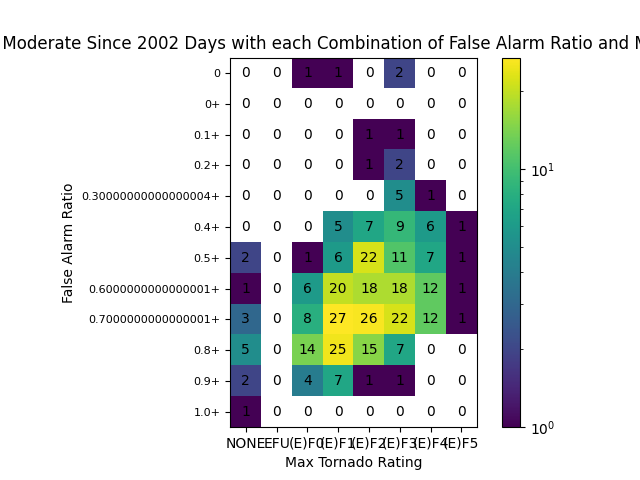 Moderate Since 2002 Days with each Combination of False Alarm Ratio and M
0 0 0 1 1 0 2 0 0
0+ 0 0 0 0 0 0 0 0
0.1+ 0 0 0 0 1 1 0 0
0.2+ 0 0 0 0 1 2 0 0
0.30000000000000004+ 0 0 0 0 0 5 1 0
0.4+ 0 0 0 5 7 9 6 1
0.5+ 2 0 1 6 22 11 7 1
0.6000000000000001+ 1 0 6 20 18 18 12 1
0.7000000000000001+ 3 0 8 27 26 22 12 1
0.8+ 5 0 14 25 15 7 0 0
0.9+ 2 0 4 7 1 1 0 0
1.0+ 1 0 0 0 0 0 0 0
NONE EFU (E)F0 (E)F1 (E)F2 (E)F3 (E)F4 (E)F5
Max Tornado Rating
False Alarm Ratio
10¹
10⁰